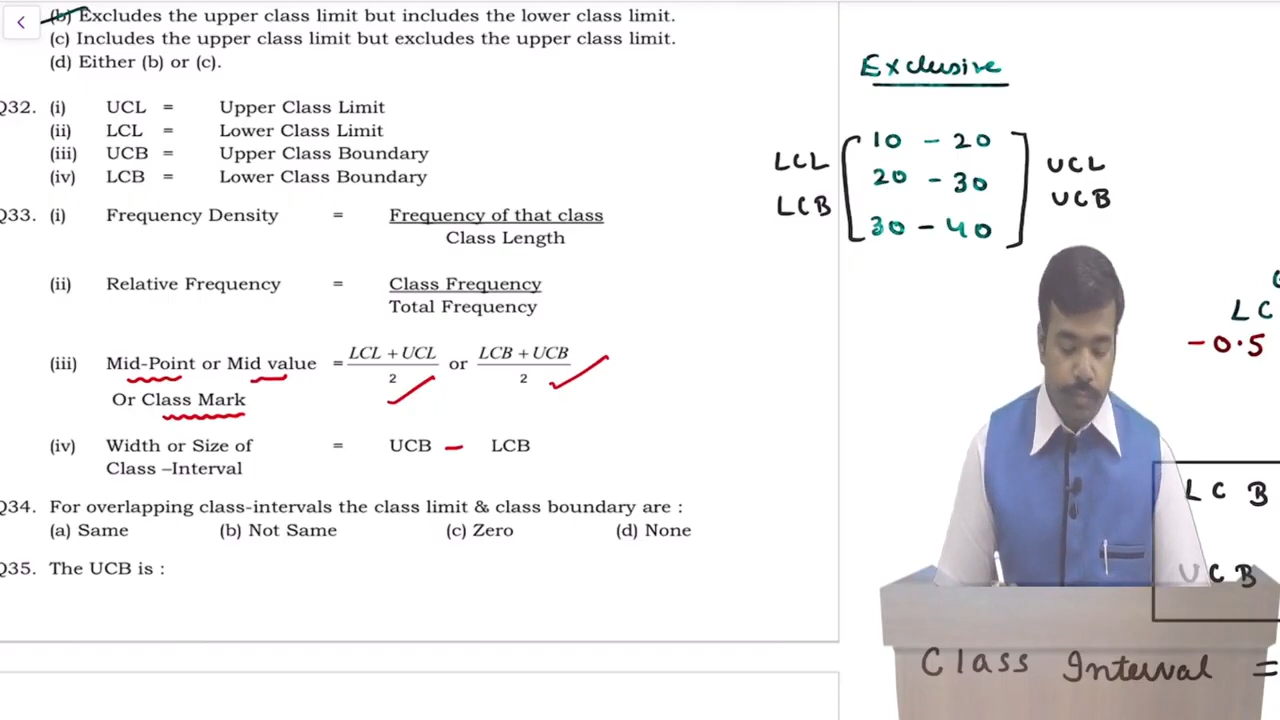 (b) Excludes the upper class limit but includes the lower class limit.
(c) Includes the upper class limit but excludes the upper class limit.
(d) Either (b) or (c).
Q32. (i) UCL = Upper Class Limit
(ii) LCL = Lower Class Limit
(iii) UCB = Upper Class Boundary
(iv) LCB = Lower Class Boundary
Q33. (i) Frequency Density = Frequency of that class
Class Length
(ii) Relative Frequency = Class Frequency
Total Frequency
(iii) Mid-Point or Mid value = LCL + UCL or LCB + UCB
2 2
Or Class Mark
(iv) Width or Size of = UCB - LCB
Class –Interval
Q34. For overlapping class-intervals the class limit & class boundary are :
(a) Same (b) Not Same (c) Zero (d) None
Q35. The UCB is :
Exclusive
LCL 10 - 20 UCL
LCB 20 - 30 UCB
30 - 40
LC
-0.5
LCB
UCB
Class Interval =